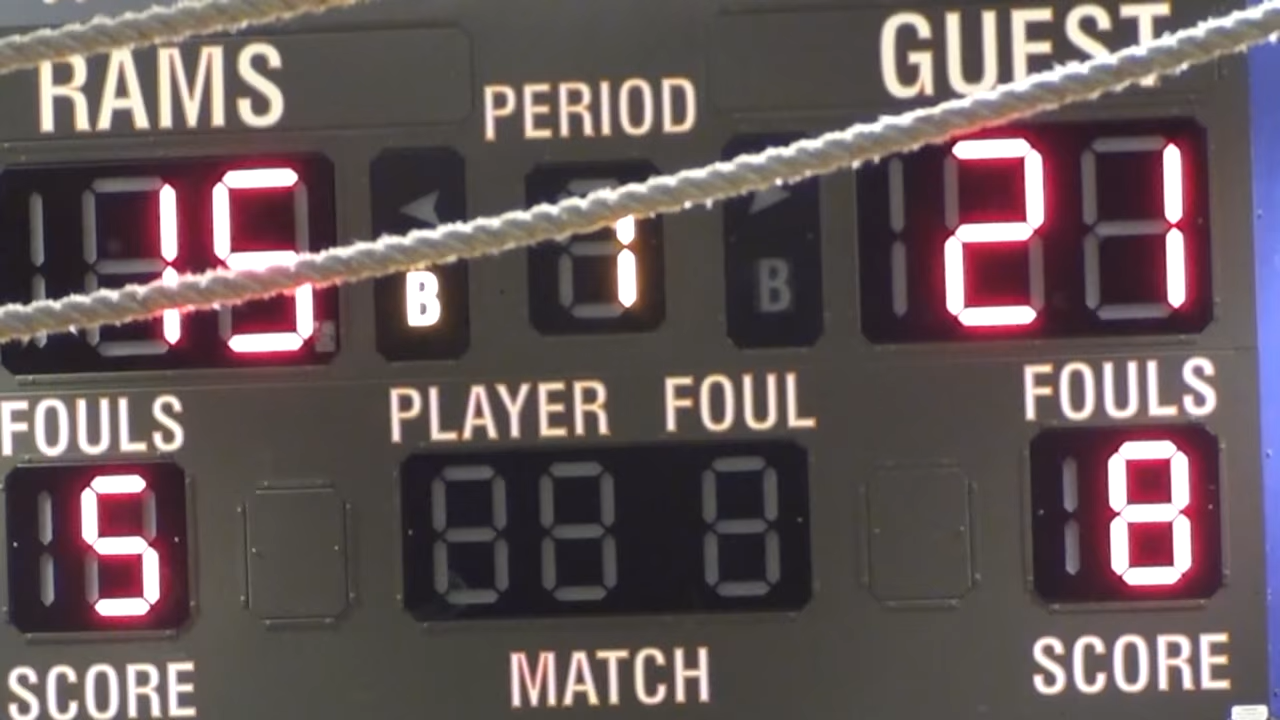 RAMS
PERIOD
GUEST
15
B
1
B
21
FOULS
PLAYER FOUL
FOULS
5
8
SCORE
MATCH
SCORE